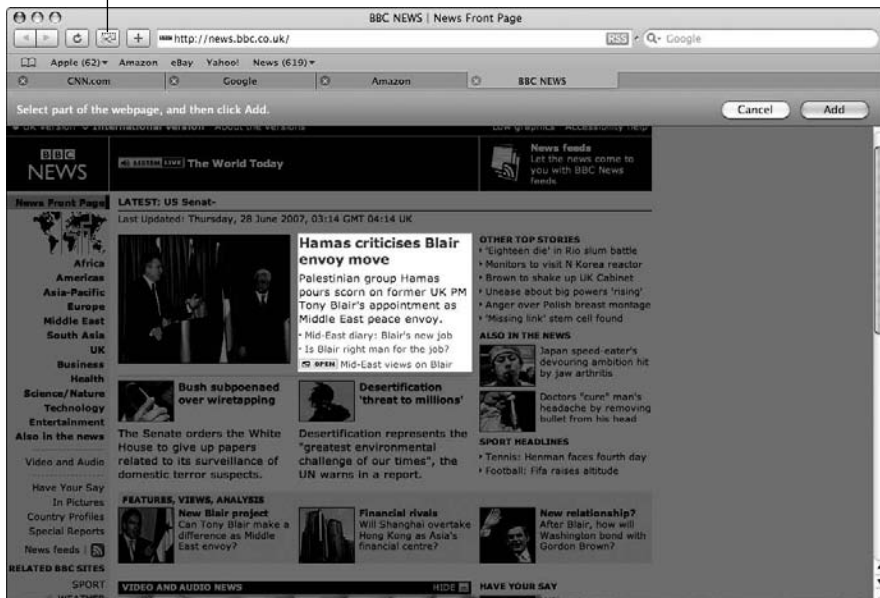 BBC NEWS | News Front Page
http://news.bbc.co.uk/
RSS
Google
Apple (62)
Amazon
eBay
Yahoo!
News (619)
CNN.com
Google
Amazon
BBC NEWS
Select part of the webpage, and then click Add.
Cancel
Add
UK version
International version
About the versions
Low graphics
Accessibility help
BBC
NEWS
LISTEN LIVE The World Today
News feeds
Let the news come to
you with BBC News
feeds
News Front Page
Africa
Americas
Asia-Pacific
Europe
Middle East
South Asia
UK
Business
Health
Science/Nature
Technology
Entertainment
Also in the news
Video and Audio
Have Your Say
In Pictures
Country Profiles
Special Reports
News feeds
RELATED BBC SITES
SPORT
WEATHER
LATEST: US Senat-
Last Updated: Thursday, 28 June 2007, 03:14 GMT 04:14 UK
Hamas criticises Blair
envoy move
Palestinian group Hamas
pours scorn on former UK PM
Tony Blair's appointment as
Middle East peace envoy.
Mid-East diary: Blair's new job
Is Blair right man for the job?
OPEN Mid-East views on Blair
Bush subpoenaed
over wiretapping
The Senate orders the White
House to give up papers
related to its surveillance of
domestic terror suspects.
Desertification
'threat to millions'
Desertification represents the
"greatest environmental
challenge of our times", the
UN warns in a report.
OTHER TOP STORIES
'Eighteen die' in Rio slum battle
Monitors to visit N Korea reactor
Brown to shake up UK Cabinet
Unease about big powers 'rising'
Anger over Polish breast montage
'Missing link' stem cell found
ALSO IN THE NEWS
Japan speed-eater's
devouring ambition hit
by jaw arthritis
Doctors "cure" man's
headache by removing
bullet from his head
SPORT HEADLINES
Tennis: Henman faces fourth day
Football: Fifa raises altitude
FEATURES, VIEWS, ANALYSIS
New Blair project
Can Tony Blair make a
difference as Middle
East envoy?
Financial rivals
Will Shanghai overtake
Hong Kong as Asia's
financial centre?
New relationship?
After Blair, how will
Washington bond with
Gordon Brown?
VIDEO AND AUDIO NEWS
HIDE
HAVE YOUR SAY